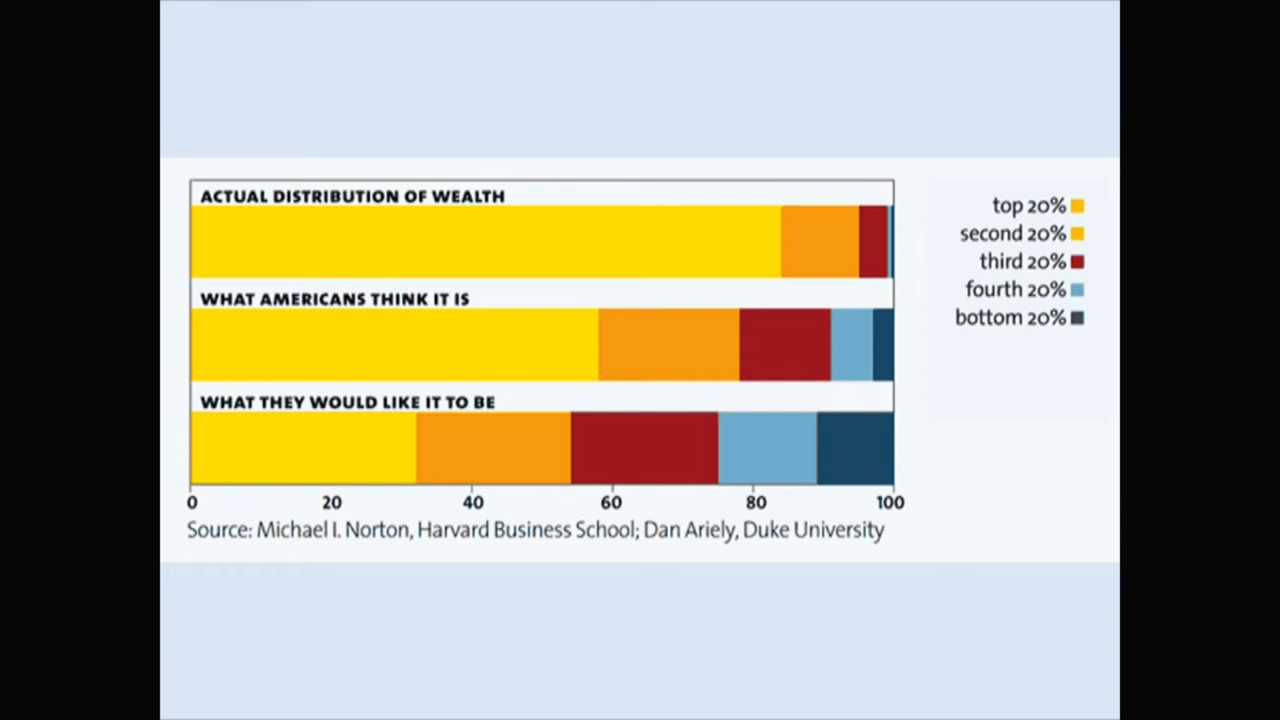 ACTUAL DISTRIBUTION OF WEALTH
WHAT AMERICANS THINK IT IS
WHAT THEY WOULD LIKE IT TO BE
0 20 40 60 80 100
Source: Michael I. Norton, Harvard Business School; Dan Ariely, Duke University
top 20%
second 20%
third 20%
fourth 20%
bottom 20%